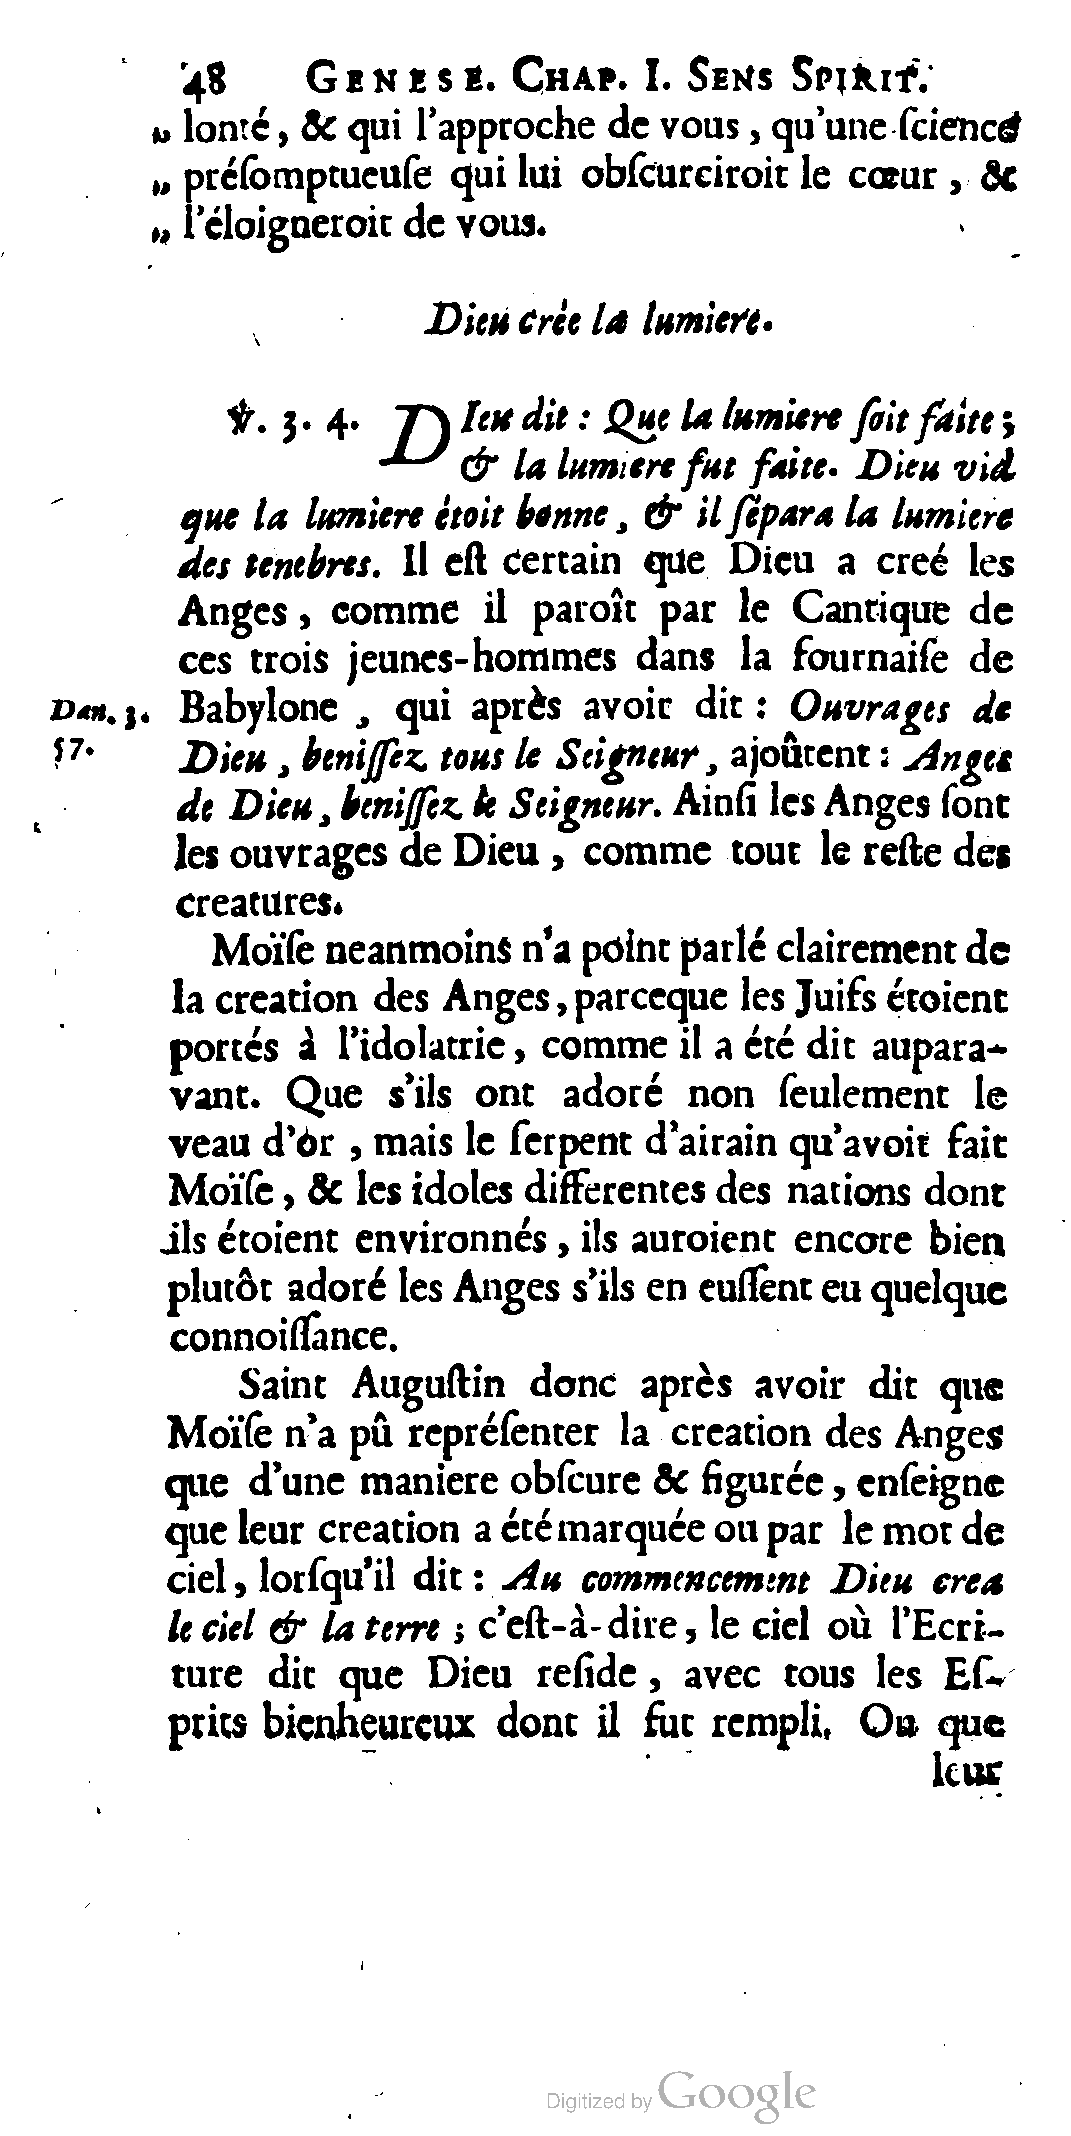 48 GENESE. CHAP. I. SENS SPIRIT.
„ lonté, & qui l'approche de vous, qu'une ſcience
„ préſomptueuſe qui lui obſcurciroit le cœur, &
„ l'éloigneroit de vous.
Dieu crée la lumiere.
℣. 3. 4. DIeu dit : Que la lumiere ſoit faite ;
& la lumiere fut faite. Dieu vid
que la lumiere étoit bonne, & il ſépara la lumiere
des tenebres. Il eſt certain que Dieu a creé les
Anges, comme il paroît par le Cantique de
ces trois jeunes-hommes dans la fournaiſe de
Dan. 3. Babylone, qui après avoir dit : Ouvrages de
57. Dieu, beniſſez tous le Seigneur, ajoûtent : Anges
de Dieu, beniſſez le Seigneur. Ainſi les Anges ſont
les ouvrages de Dieu, comme tout le reſte des
creatures.
Moïſe neanmoins n'a point parlé clairement de
la creation des Anges, parceque les Juifs étoient
portés à l'idolatrie, comme il a été dit aupara-
vant. Que s'ils ont adoré non ſeulement le
veau d'or, mais le ſerpent d'airain qu'avoit fait
Moïſe, & les idoles differentes des nations dont
ils étoient environnés, ils auroient encore bien
plutôt adoré les Anges s'ils en euſſent eu quelque
connoiſſance.
Saint Auguſtin donc après avoir dit que
Moïſe n'a pû repréſenter la creation des Anges
que d'une maniere obſcure & figurée, enſeigne
que leur creation a été marquée ou par le mot de
ciel, lorſqu'il dit : Au commencement Dieu crea
le ciel & la terre ; c'eſt-à-dire, le ciel où l'Ecri-
ture dit que Dieu reſide, avec tous les Eſ-
prits bienheureux dont il fut rempli. Ou que
leur
Digitized by Google